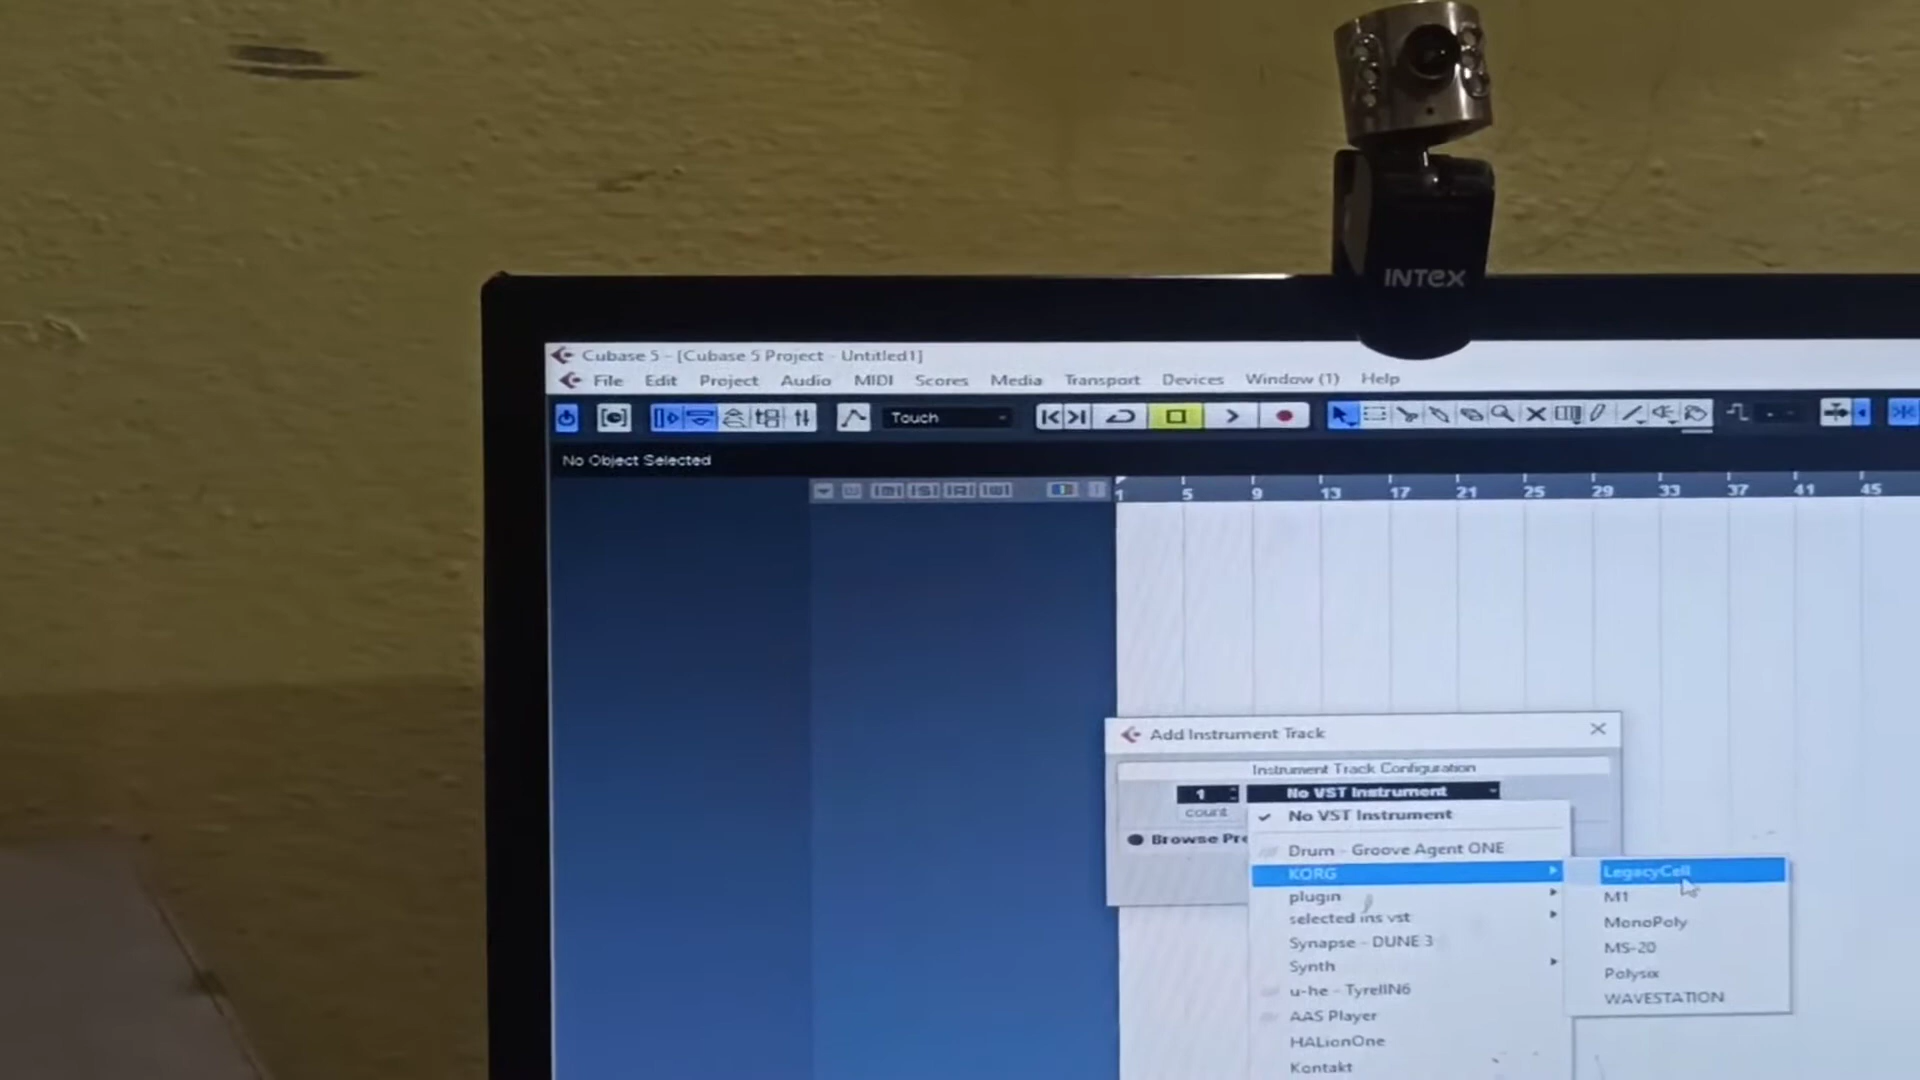 INTEX
Cubase 5 - [Cubase 5 Project - Untitled1]
File Edit Project Audio MIDI Scores Media Transport Devices Window (1) Help
Touch
No Object Selected
1 5 9 13 17 21 25 29 33 37 41 45
Add Instrument Track
Instrument Track Configuration
1 No VST Instrument
count
No VST Instrument
Browse Pre
Drum - Groove Agent ONE
KORG
plugin
selected ins vst
Synapse - DUNE 3
Synth
u-he - TyrellN6
AAS Player
HALionOne
Kontakt
LegacyCell
M1
MonoPoly
MS-20
Polysix
WAVESTATION